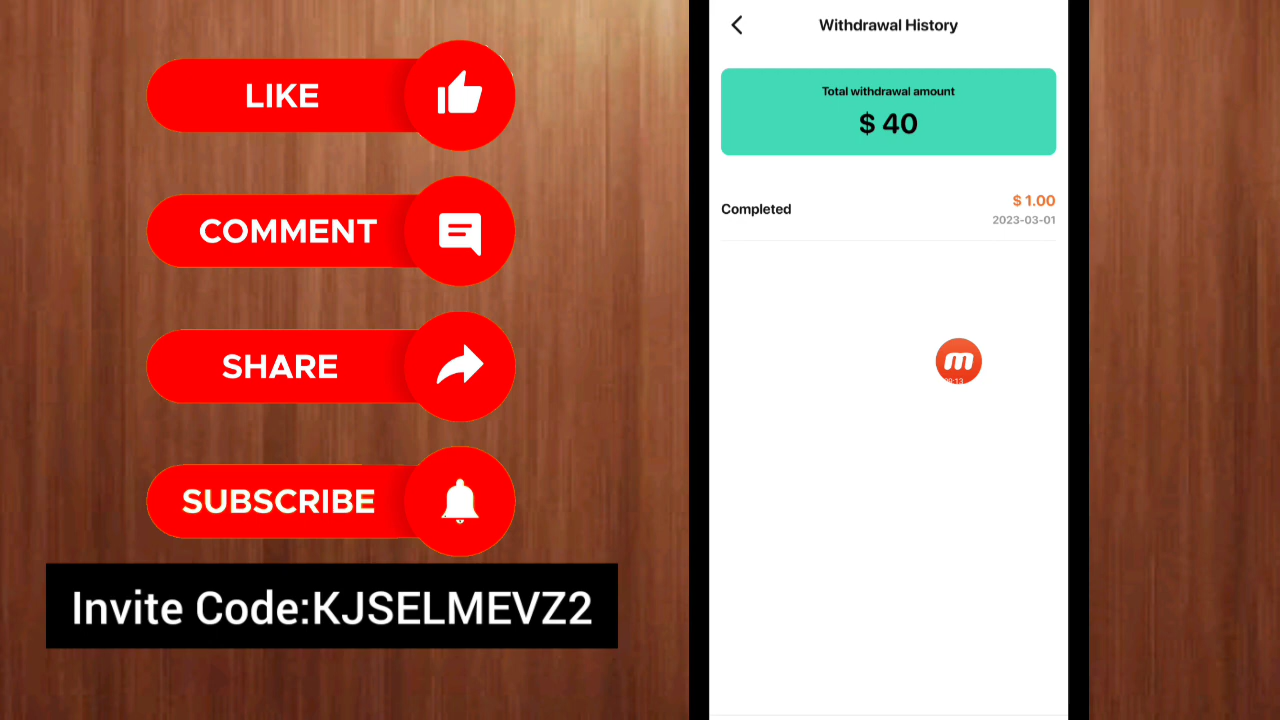 LIKE
COMMENT
SHARE
SUBSCRIBE
Invite Code:KJSELMEVZ2
Withdrawal History
Total withdrawal amount
$ 40
Completed
$ 1.00
2023-03-01
m